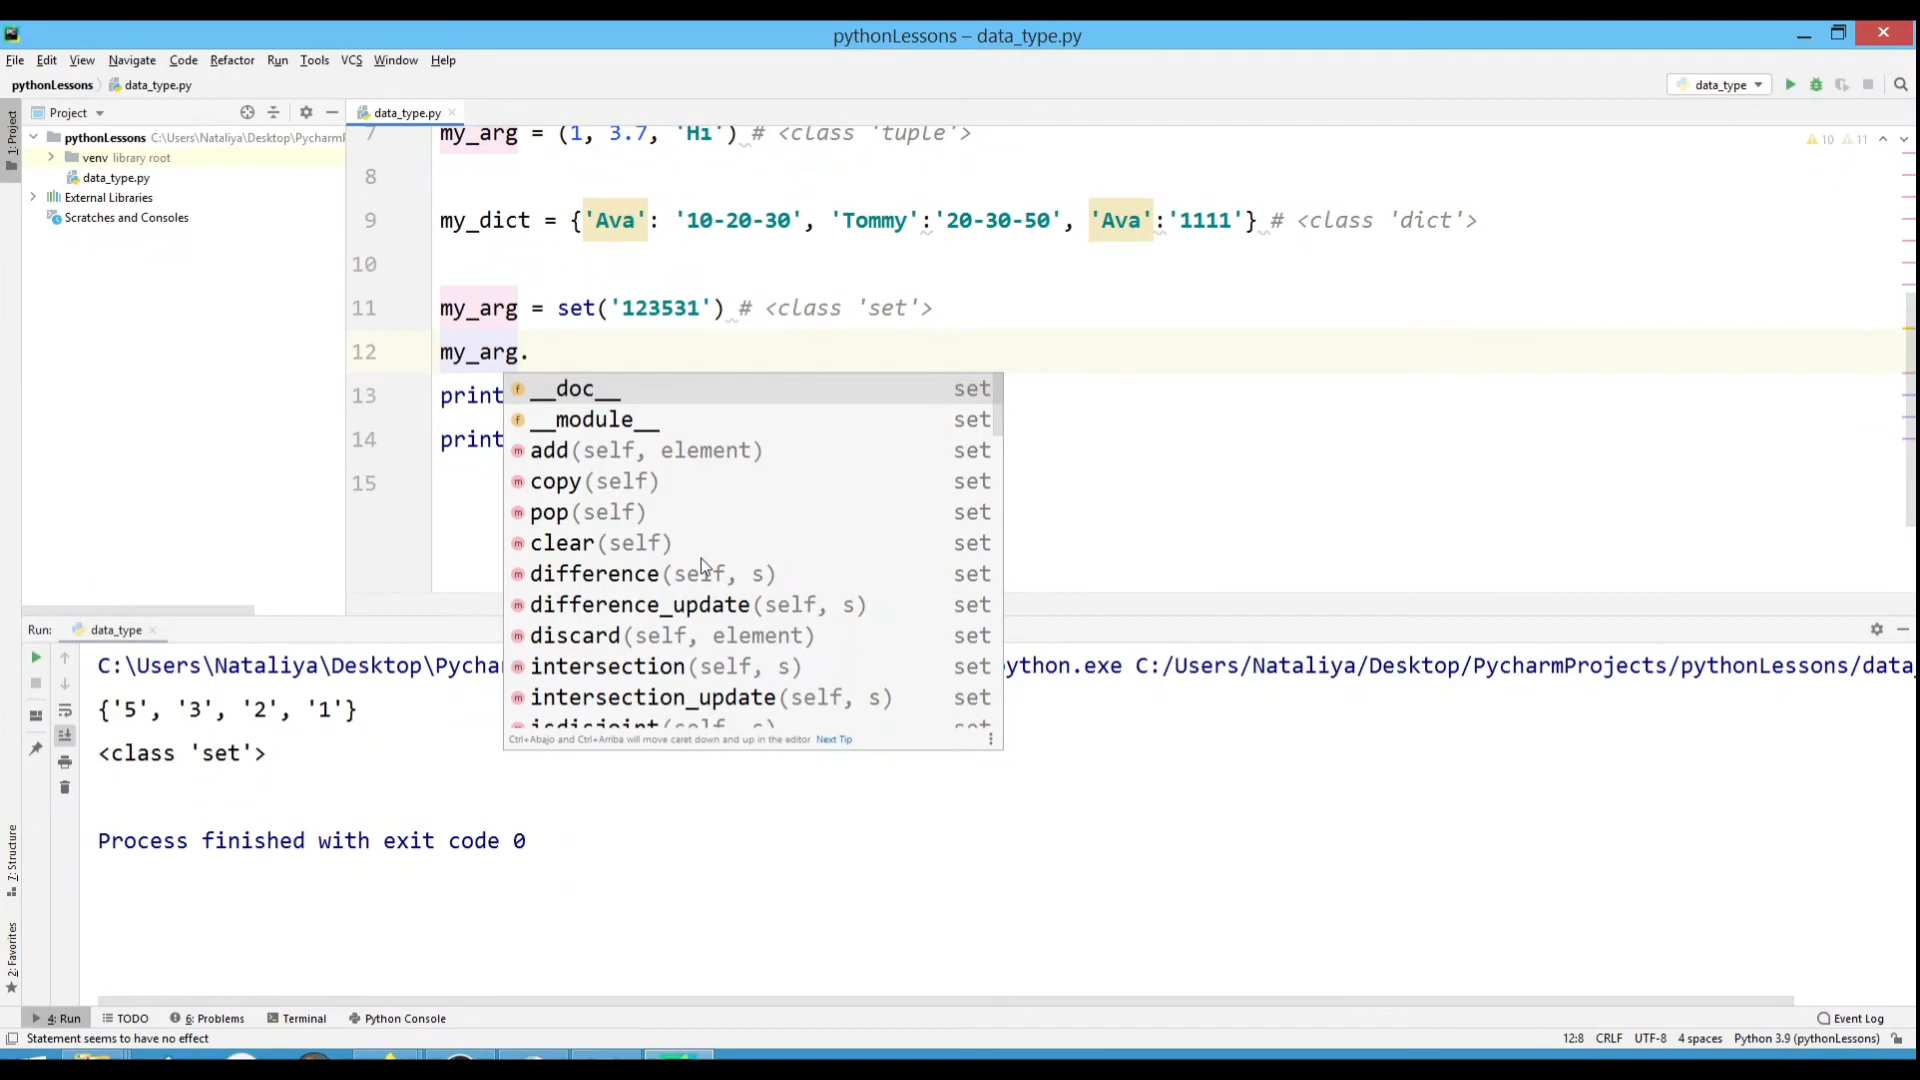 pythonLessons – data_type.py
File Edit View Navigate Code Refactor Run Tools VCS Window Help
pythonLessons data_type.py
data_type
1: Project
Project
data_type.py
pythonLessons C:\Users\Nataliya\Desktop\Pycharm
venv library root
data_type.py
External Libraries
Scratches and Consoles
7 my_arg = (1, 3.7, 'Hi') # <class 'tuple'>
10 11
8
9 my_dict = {'Ava': '10-20-30', 'Tommy':'20-30-50', 'Ava':'1111'} # <class 'dict'>
10
11 my_arg = set('123531') # <class 'set'>
12 my_arg.
13 print
14 print
15
__doc__ set
__module__ set
add(self, element) set
copy(self) set
pop(self) set
clear(self) set
difference(self, s) set
difference_update(self, s) set
discard(self, element) set
intersection(self, s) set
intersection_update(self, s) set
isdisjoint(self, s) set
Ctrl+Abajo and Ctrl+Arriba will move caret down and up in the editor Next Tip
Run: data_type
C:\Users\Nataliya\Desktop\Pychar ython.exe C:/Users/Nataliya/Desktop/PycharmProjects/pythonLessons/data_
{'5', '3', '2', '1'}
<class 'set'>
Process finished with exit code 0
7: Structure
2: Favorites
4: Run TODO 6: Problems Terminal Python Console Event Log
Statement seems to have no effect 12:8 CRLF UTF-8 4 spaces Python 3.9 (pythonLessons)